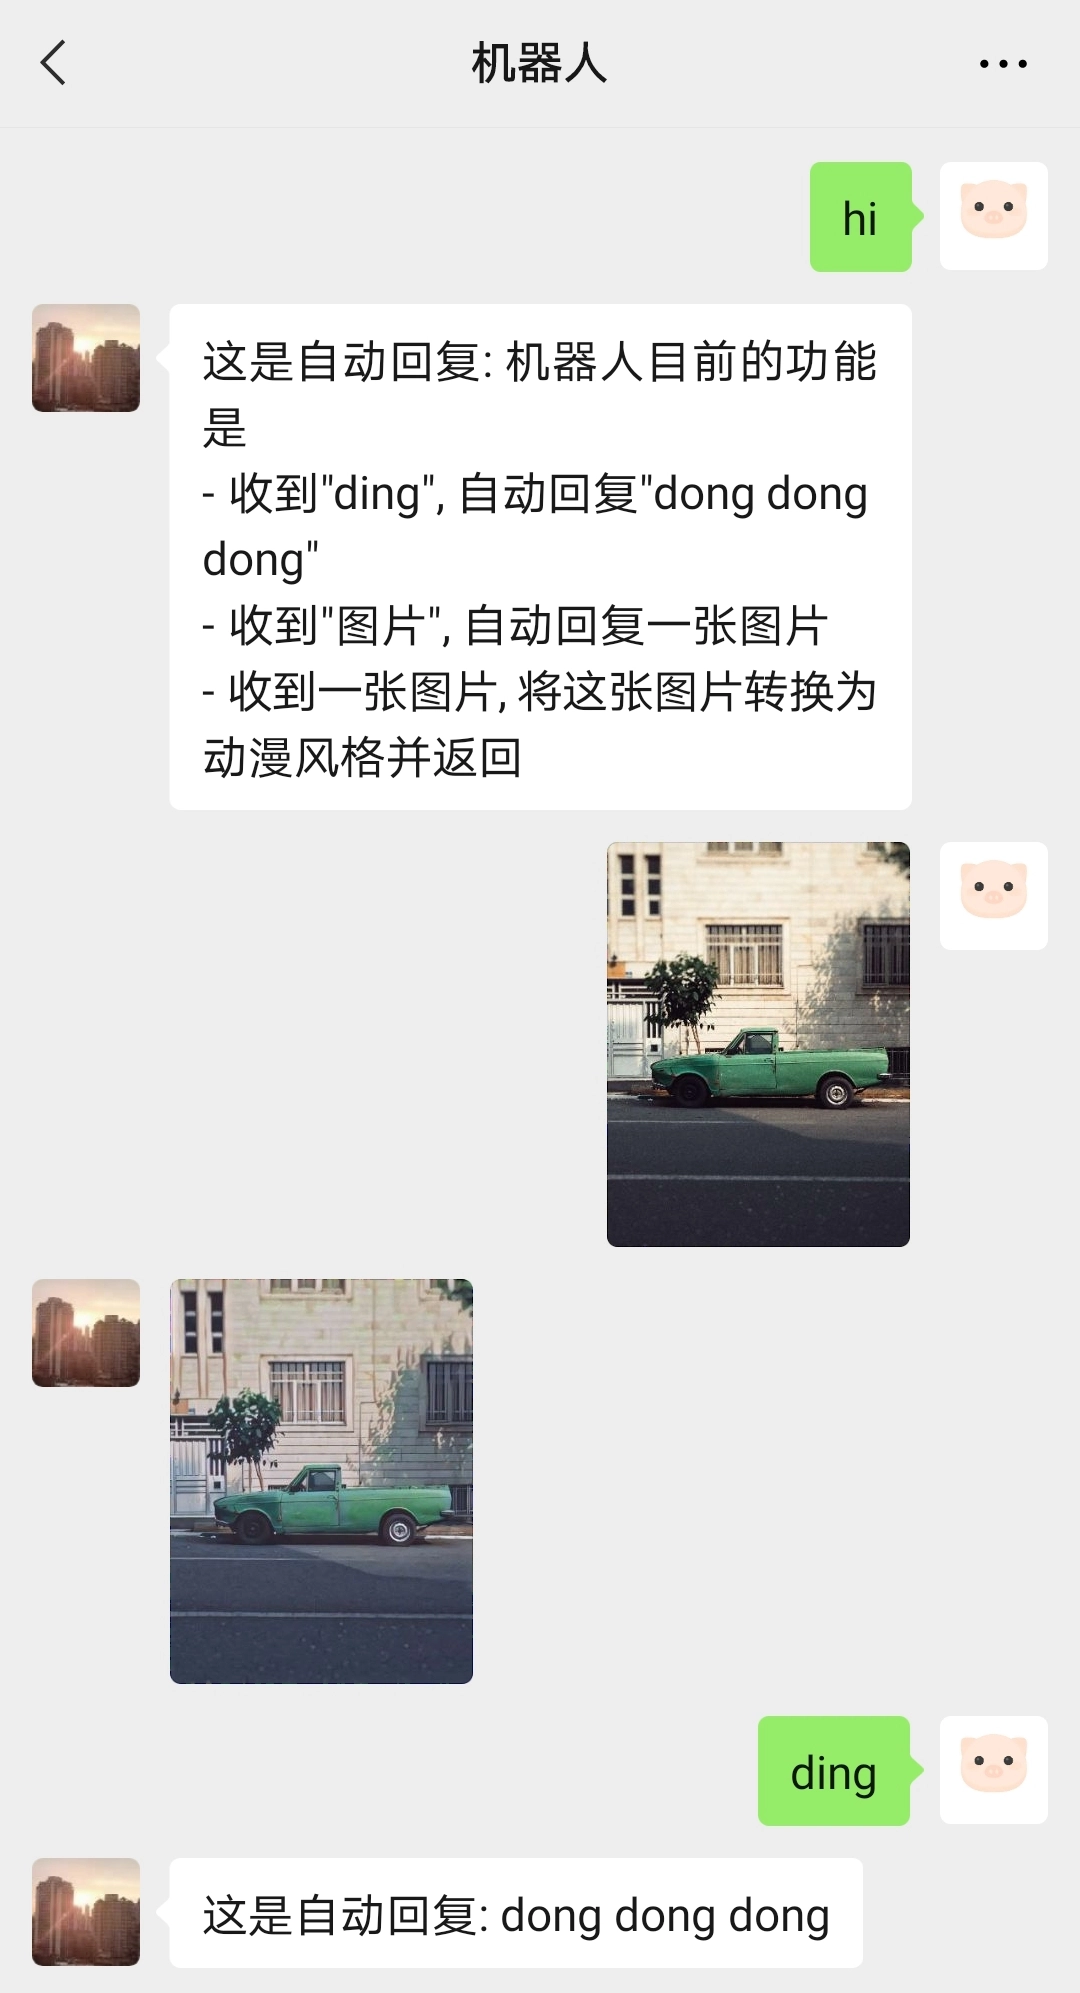 机器人
hi
这是自动回复: 机器人目前的功能
是
- 收到"ding", 自动回复"dong dong
dong"
- 收到"图片", 自动回复一张图片
- 收到一张图片, 将这张图片转换为
动漫风格并返回
ding
这是自动回复: dong dong dong